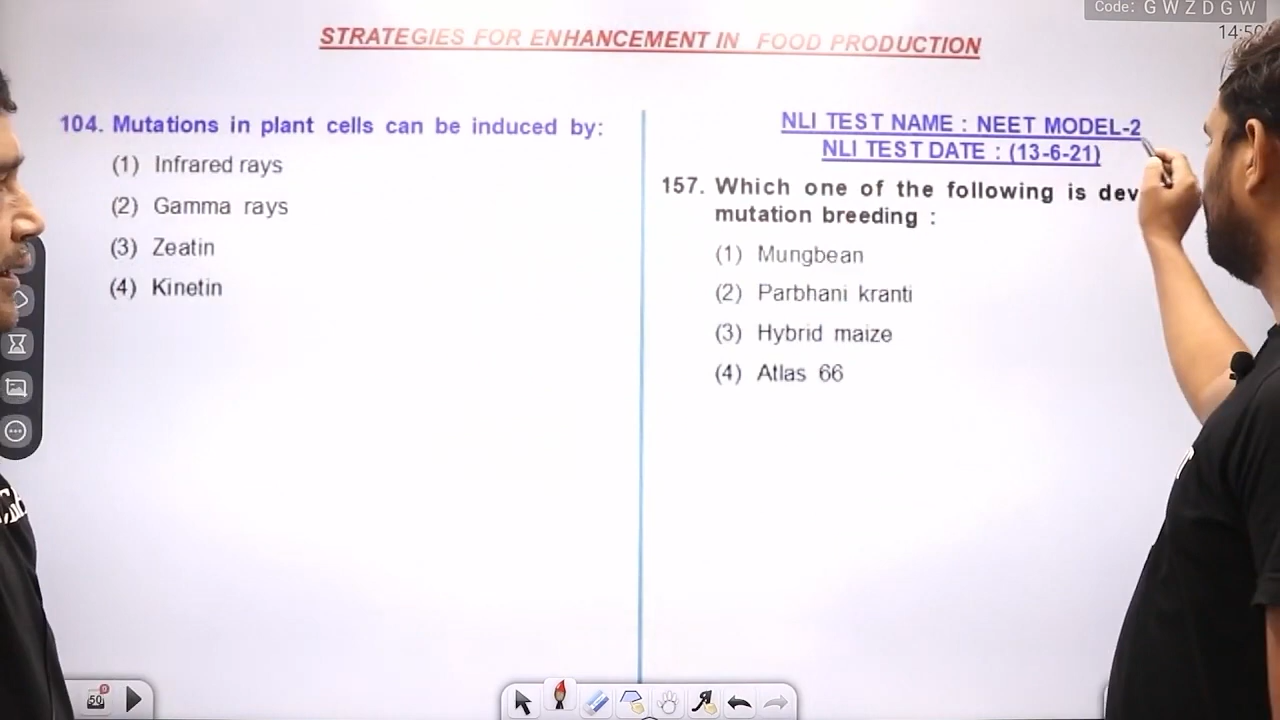 Code: G W Z D G W
STRATEGIES FOR ENHANCEMENT IN FOOD PRODUCTION
104. Mutations in plant cells can be induced by:
(1) Infrared rays
(2) Gamma rays
(3) Zeatin
(4) Kinetin
NLI TEST NAME : NEET MODEL-2
NLI TEST DATE : (13-6-21)
157. Which one of the following is
mutation breeding :
(1) Mungbean
(2) Parbhani kranti
(3) Hybrid maize
(4) Atlas 66
50